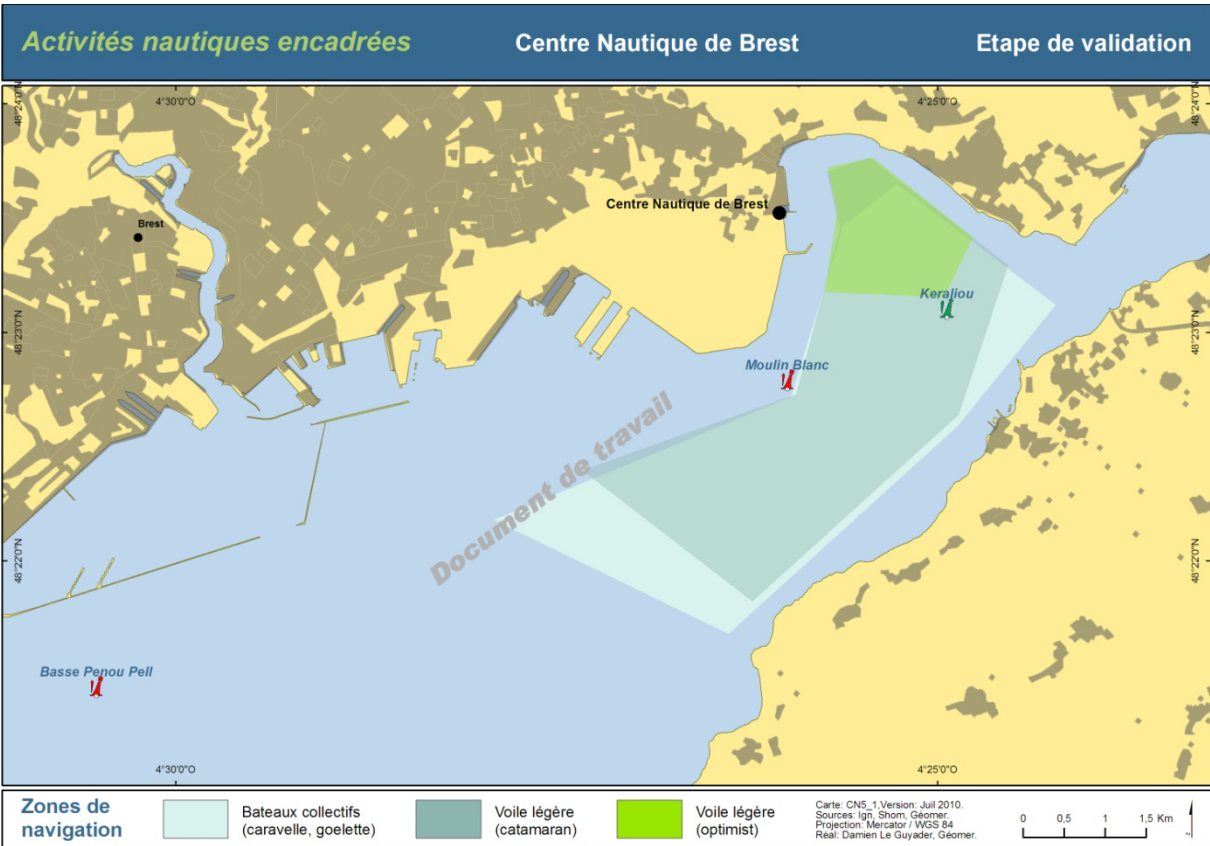 Activités nautiques encadrées
Centre Nautique de Brest
Etape de validation
4°30'0"O
4°25'0"O
48°24'0"N
48°24'0"N
Centre Nautique de Brest
Brest
Keraliou
48°23'0"N
48°23'0"N
Moulin Blanc
Document de travail
48°22'0"N
48°22'0"N
Basse Penou Pell
4°30'0"O
4°25'0"O
Zones de
navigation
Bateaux collectifs
(caravelle, goelette)
Voile légère
(catamaran)
Voile légère
(optimist)
Carte: CN5_1,Version: Juil 2010.
Sources: Ign, Shom, Géomer.
Projection: Mercator / WGS 84
Réal: Damien Le Guyader, Géomer.
0 0,5 1 1,5 Km
N